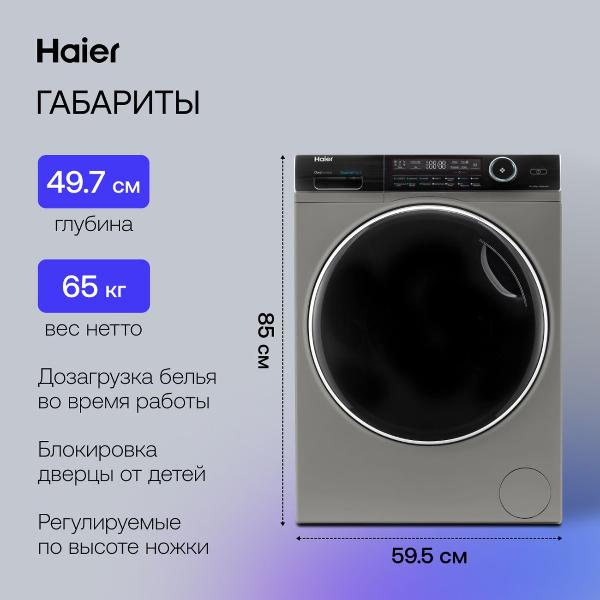 Haier
ГАБАРИТЫ
49.7 см
глубина
65 кг
вес нетто
Дозагрузка белья
во время работы
Блокировка
дверцы от детей
Регулируемые
по высоте ножки
85 см
59.5 см
Haier